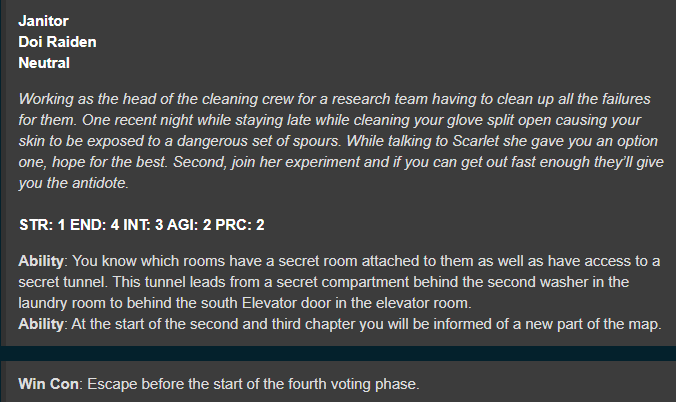 Janitor
Doi Raiden
Neutral
Working as the head of the cleaning crew for a research team having to clean up all the failures
for them. One recent night while staying late while cleaning your glove split open causing your
skin to be exposed to a dangerous set of spours. While talking to Scarlet she gave you an option
one, hope for the best. Second, join her experiment and if you can get out fast enough they'll give
you the antidote.
STR: 1 END: 4 INT: 3 AGI: 2 PRC: 2
Ability: You know which rooms have a secret room attached to them as well as have access to a
secret tunnel. This tunnel leads from a secret compartment behind the second washer in the
laundry room to behind the south Elevator door in the elevator room.
Ability: At the start of the second and third chapter you will be informed of a new part of the map.
Win Con: Escape before the start of the fourth voting phase.